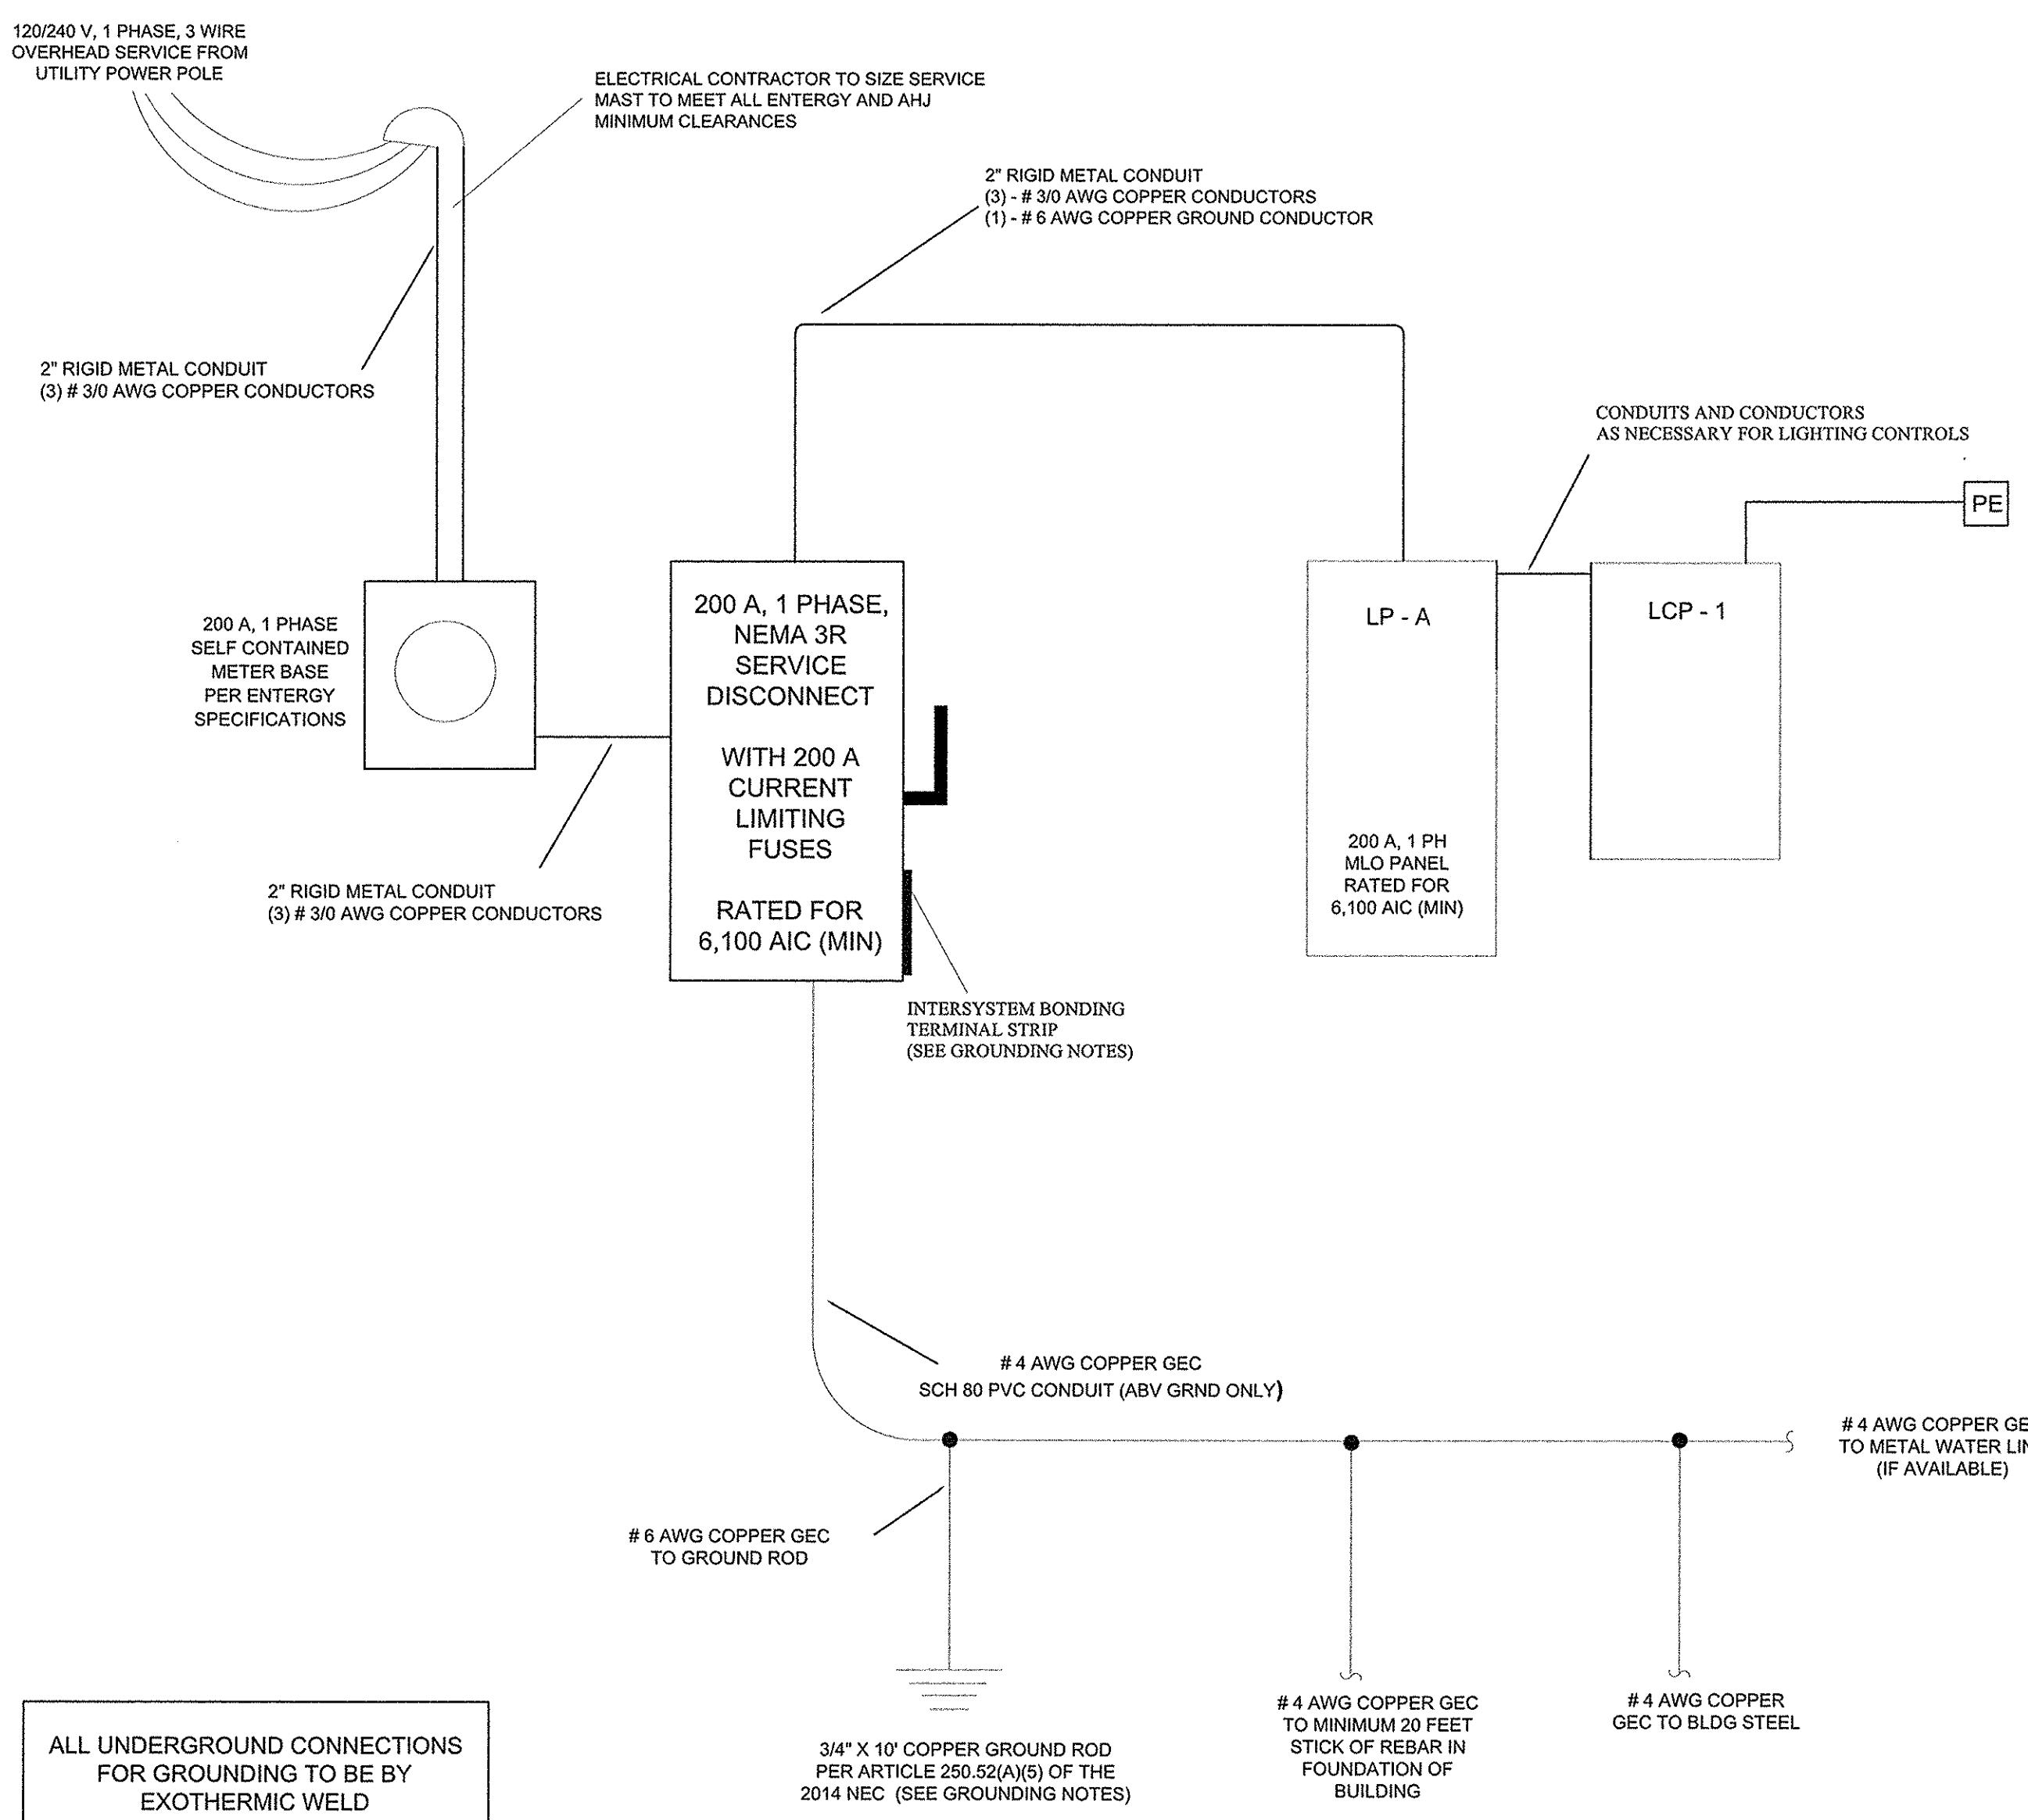 120/240 V, 1 PHASE, 3 WIRE
OVERHEAD SERVICE FROM
UTILITY POWER POLE
ELECTRICAL CONTRACTOR TO SIZE SERVICE
MAST TO MEET ALL ENTERGY AND AHJ
MINIMUM CLEARANCES
2" RIGID METAL CONDUIT
(3) - # 3/0 AWG COPPER CONDUCTORS
(1) - # 6 AWG COPPER GROUND CONDUCTOR
2" RIGID METAL CONDUIT
(3) # 3/0 AWG COPPER CONDUCTORS
CONDUITS AND CONDUCTORS
AS NECESSARY FOR LIGHTING CONTROLS
PE
200 A, 1 PHASE
SELF CONTAINED
METER BASE
PER ENTERGY
SPECIFICATIONS
200 A, 1 PHASE,
NEMA 3R
SERVICE
DISCONNECT
WITH 200 A
CURRENT
LIMITING
FUSES
RATED FOR
6,100 AIC (MIN)
LP - A
200 A, 1 PH
MLO PANEL
RATED FOR
6,100 AIC (MIN)
LCP - 1
2" RIGID METAL CONDUIT
(3) # 3/0 AWG COPPER CONDUCTORS
INTERSYSTEM BONDING
TERMINAL STRIP
(SEE GROUNDING NOTES)
# 4 AWG COPPER GEC
SCH 80 PVC CONDUIT (ABV GRND ONLY)
# 4 AWG COPPER
TO METAL WATER
(IF AVAILABLE)
# 6 AWG COPPER GEC
TO GROUND ROD
3/4" X 10' COPPER GROUND ROD
PER ARTICLE 250.52(A)(5) OF THE
2014 NEC (SEE GROUNDING NOTES)
# 4 AWG COPPER GEC
TO MINIMUM 20 FEET
STICK OF REBAR IN
FOUNDATION OF
BUILDING
# 4 AWG COPPER
GEC TO BLDG STEEL
ALL UNDERGROUND CONNECTIONS
FOR GROUNDING TO BE BY
EXOTHERMIC WELD